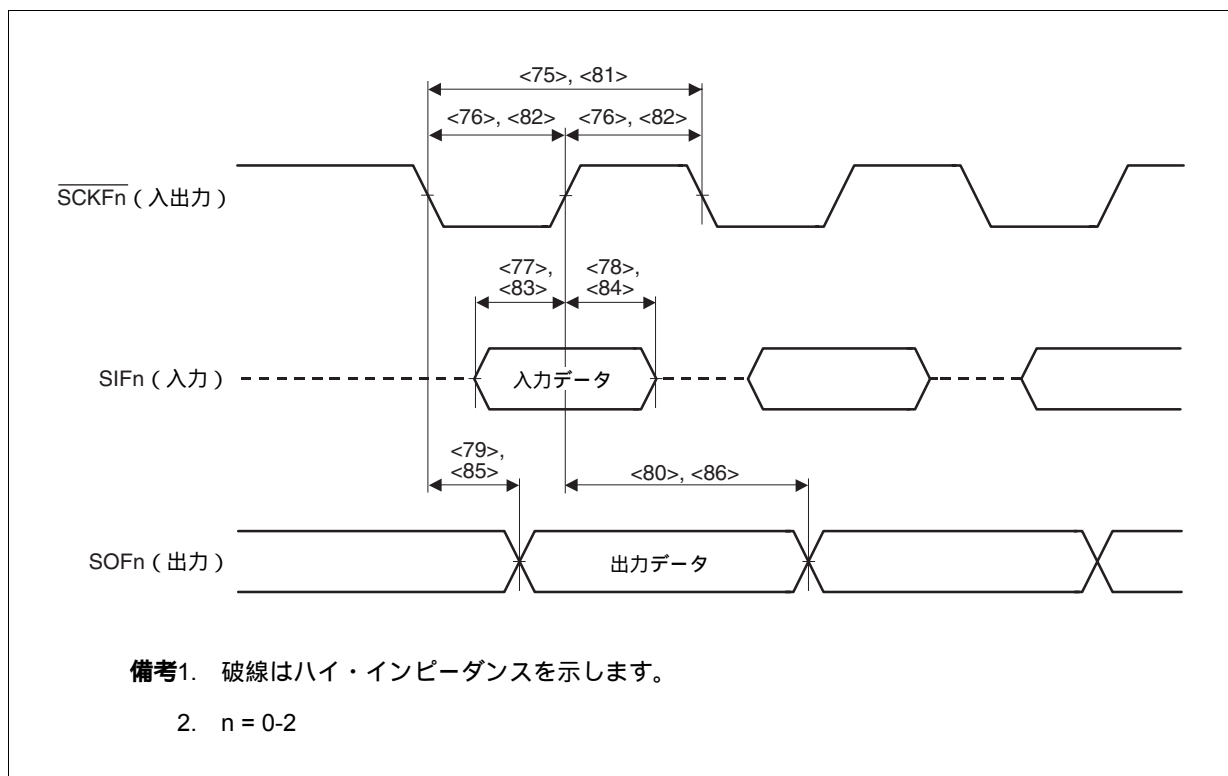 <75>, <81>
<76>, <82> <76>, <82>
SCKFn（入出力）
<77>, <78>,
<83> <84>
SIFn（入力） 入力データ
<79>,
<85> <80>, <86>
SOFn（出力） 出力データ
備考1. 破線はハイ・インピーダンスを示します。
2. n = 0-2